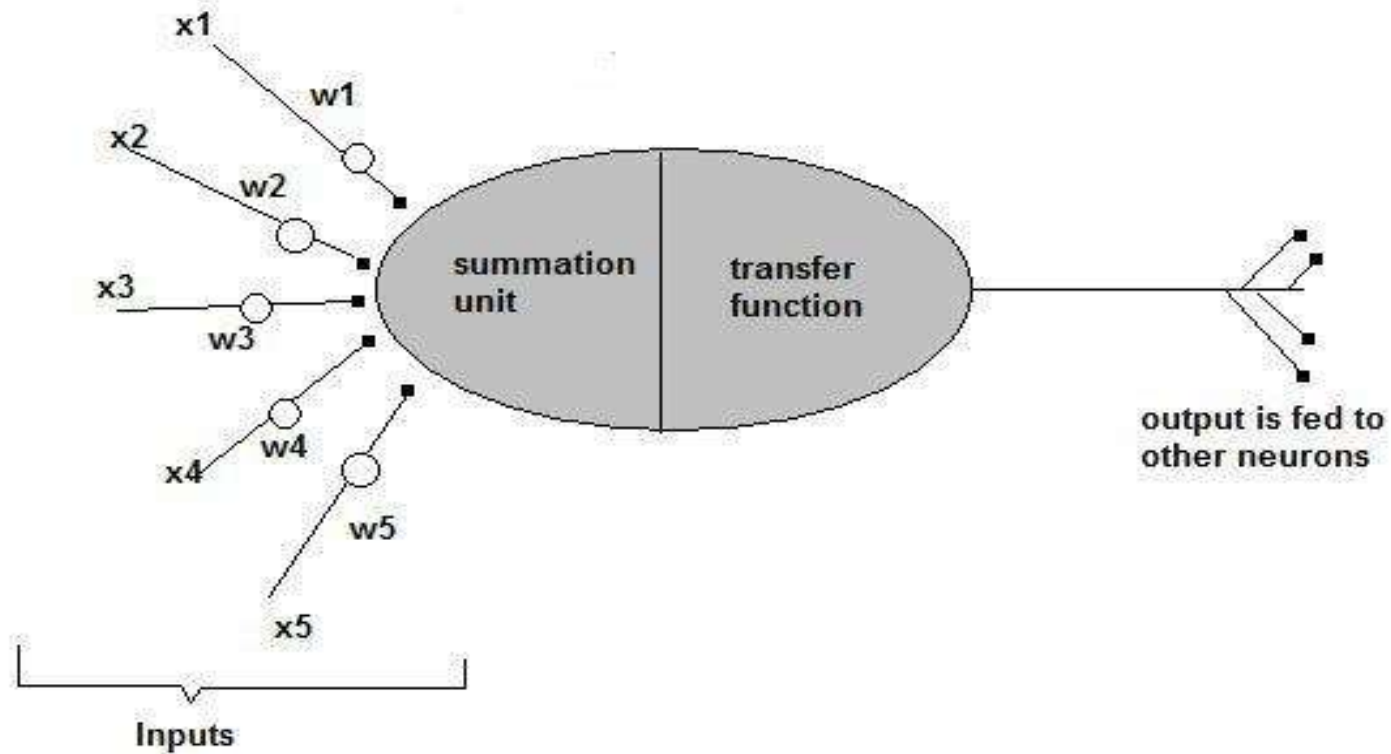 x1
w1
x2
w2
x3
w3
x4
w4
x5
w5
summation
unit
transfer
function
output is fed to
other neurons
Inputs